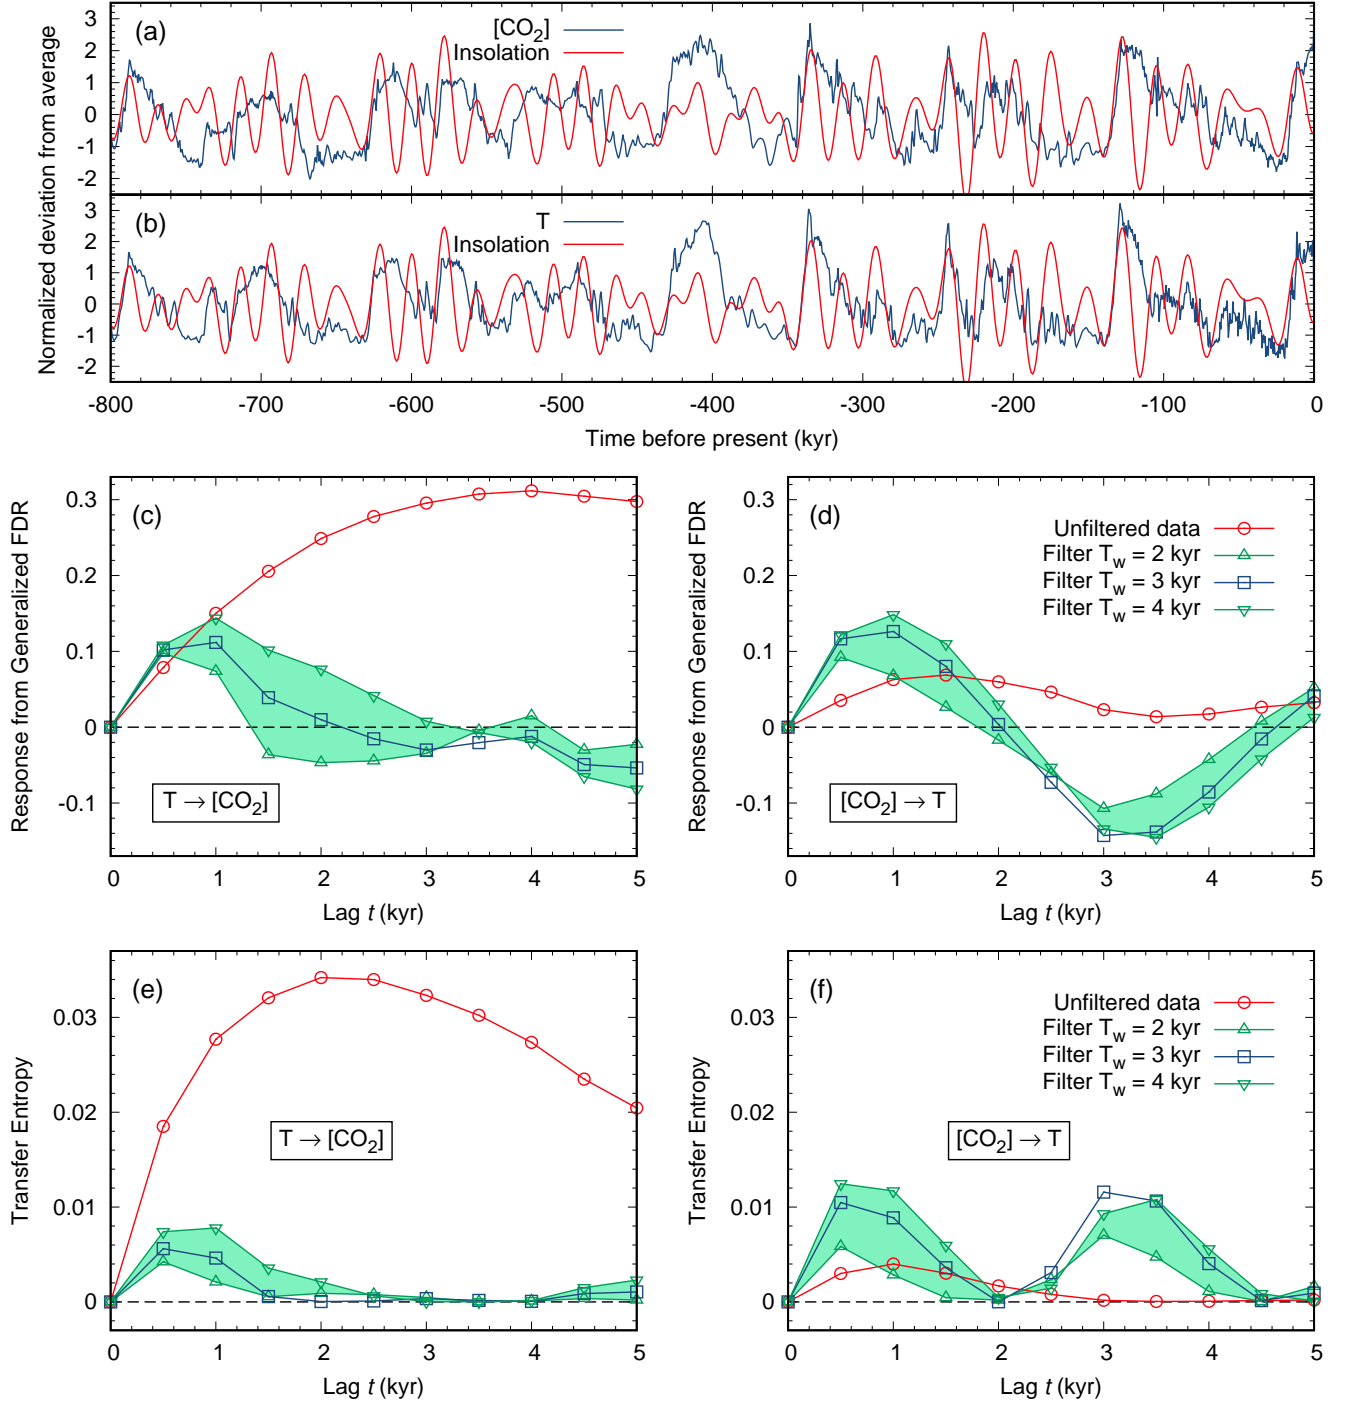 (a)
[CO2]
Insolation
3
2
1
0
-1
-2
Normalized deviation from average
(b)
T
Insolation
3
2
1
0
-1
-2
-800 -700 -600 -500 -400 -300 -200 -100 0
Time before present (kyr)
(c)
Response from Generalized FDR
0.3
0.2
0.1
0
-0.1
T → [CO2]
0 1 2 3 4 5
Lag t (kyr)
(d)
Response from Generalized FDR
Unfiltered data
Filter Tw = 2 kyr
Filter Tw = 3 kyr
Filter Tw = 4 kyr
0.3
0.2
0.1
0
-0.1
[CO2] → T
0 1 2 3 4 5
Lag t (kyr)
(e)
Transfer Entropy
0.03
0.02
0.01
0
T → [CO2]
0 1 2 3 4 5
Lag t (kyr)
(f)
Transfer Entropy
Unfiltered data
Filter Tw = 2 kyr
Filter Tw = 3 kyr
Filter Tw = 4 kyr
0.03
0.02
0.01
0
[CO2] → T
0 1 2 3 4 5
Lag t (kyr)